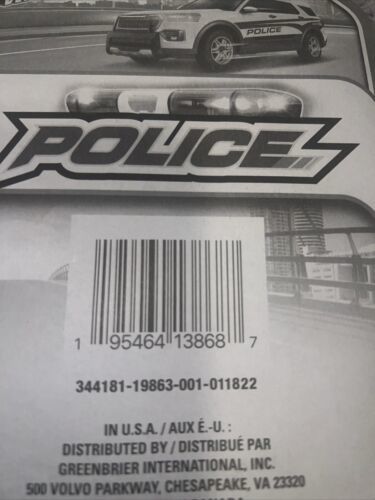 POLICE
POLICE
1 95464 13868 7
344181-19863-001-011822
IN U.S.A. / AUX É.-U. :
DISTRIBUTED BY / DISTRIBUÉ PAR
GREENBRIER INTERNATIONAL, INC.
500 VOLVO PARKWAY, CHESAPEAKE, VA 23320